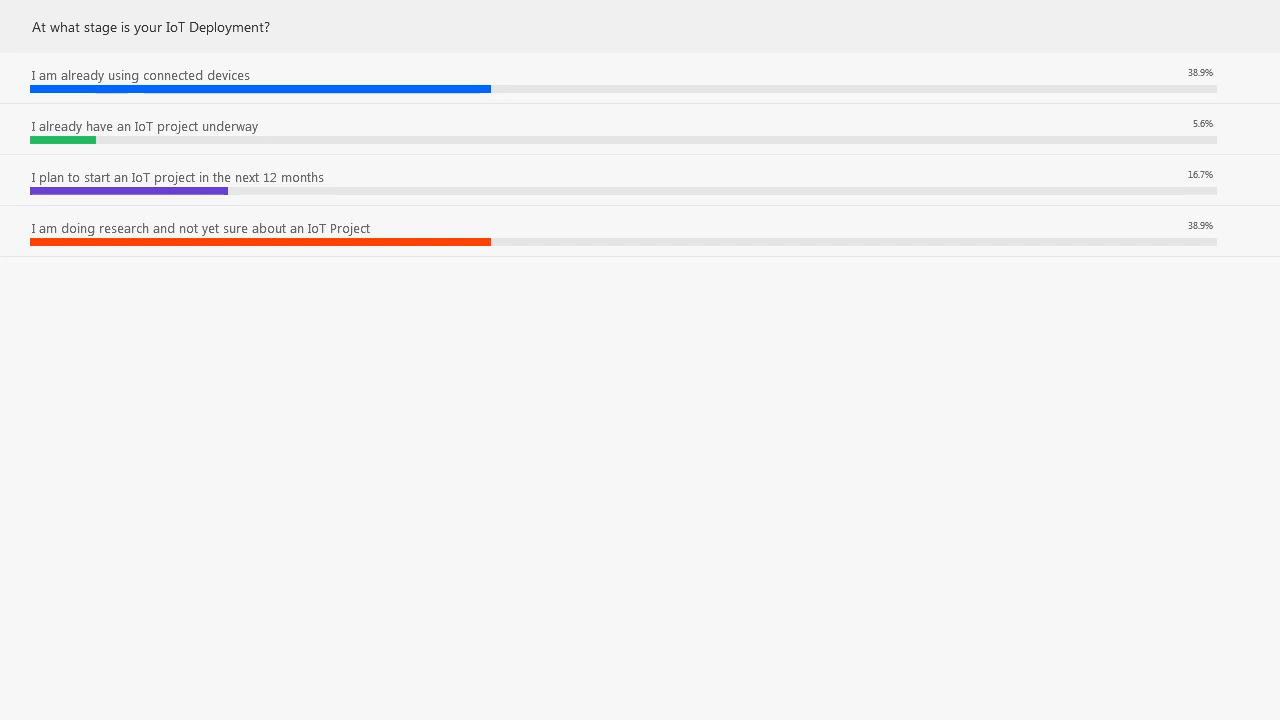 At what stage is your IoT Deployment?
I am already using connected devices
38.9%
I already have an IoT project underway
5.6%
I plan to start an IoT project in the next 12 months
16.7%
I am doing research and not yet sure about an IoT Project
38.9%